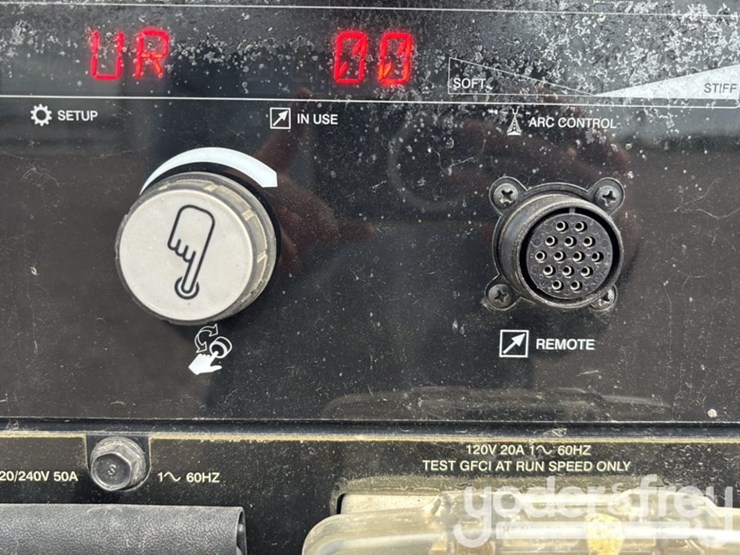 UR 00
SOFT STIFF
SETUP IN USE ARC CONTROL
REMOTE
120V 20A 1~ 60HZ
20/240V 50A 1~ 60HZ
TEST GFCI AT RUN SPEED ONLY
S
yoder & frey